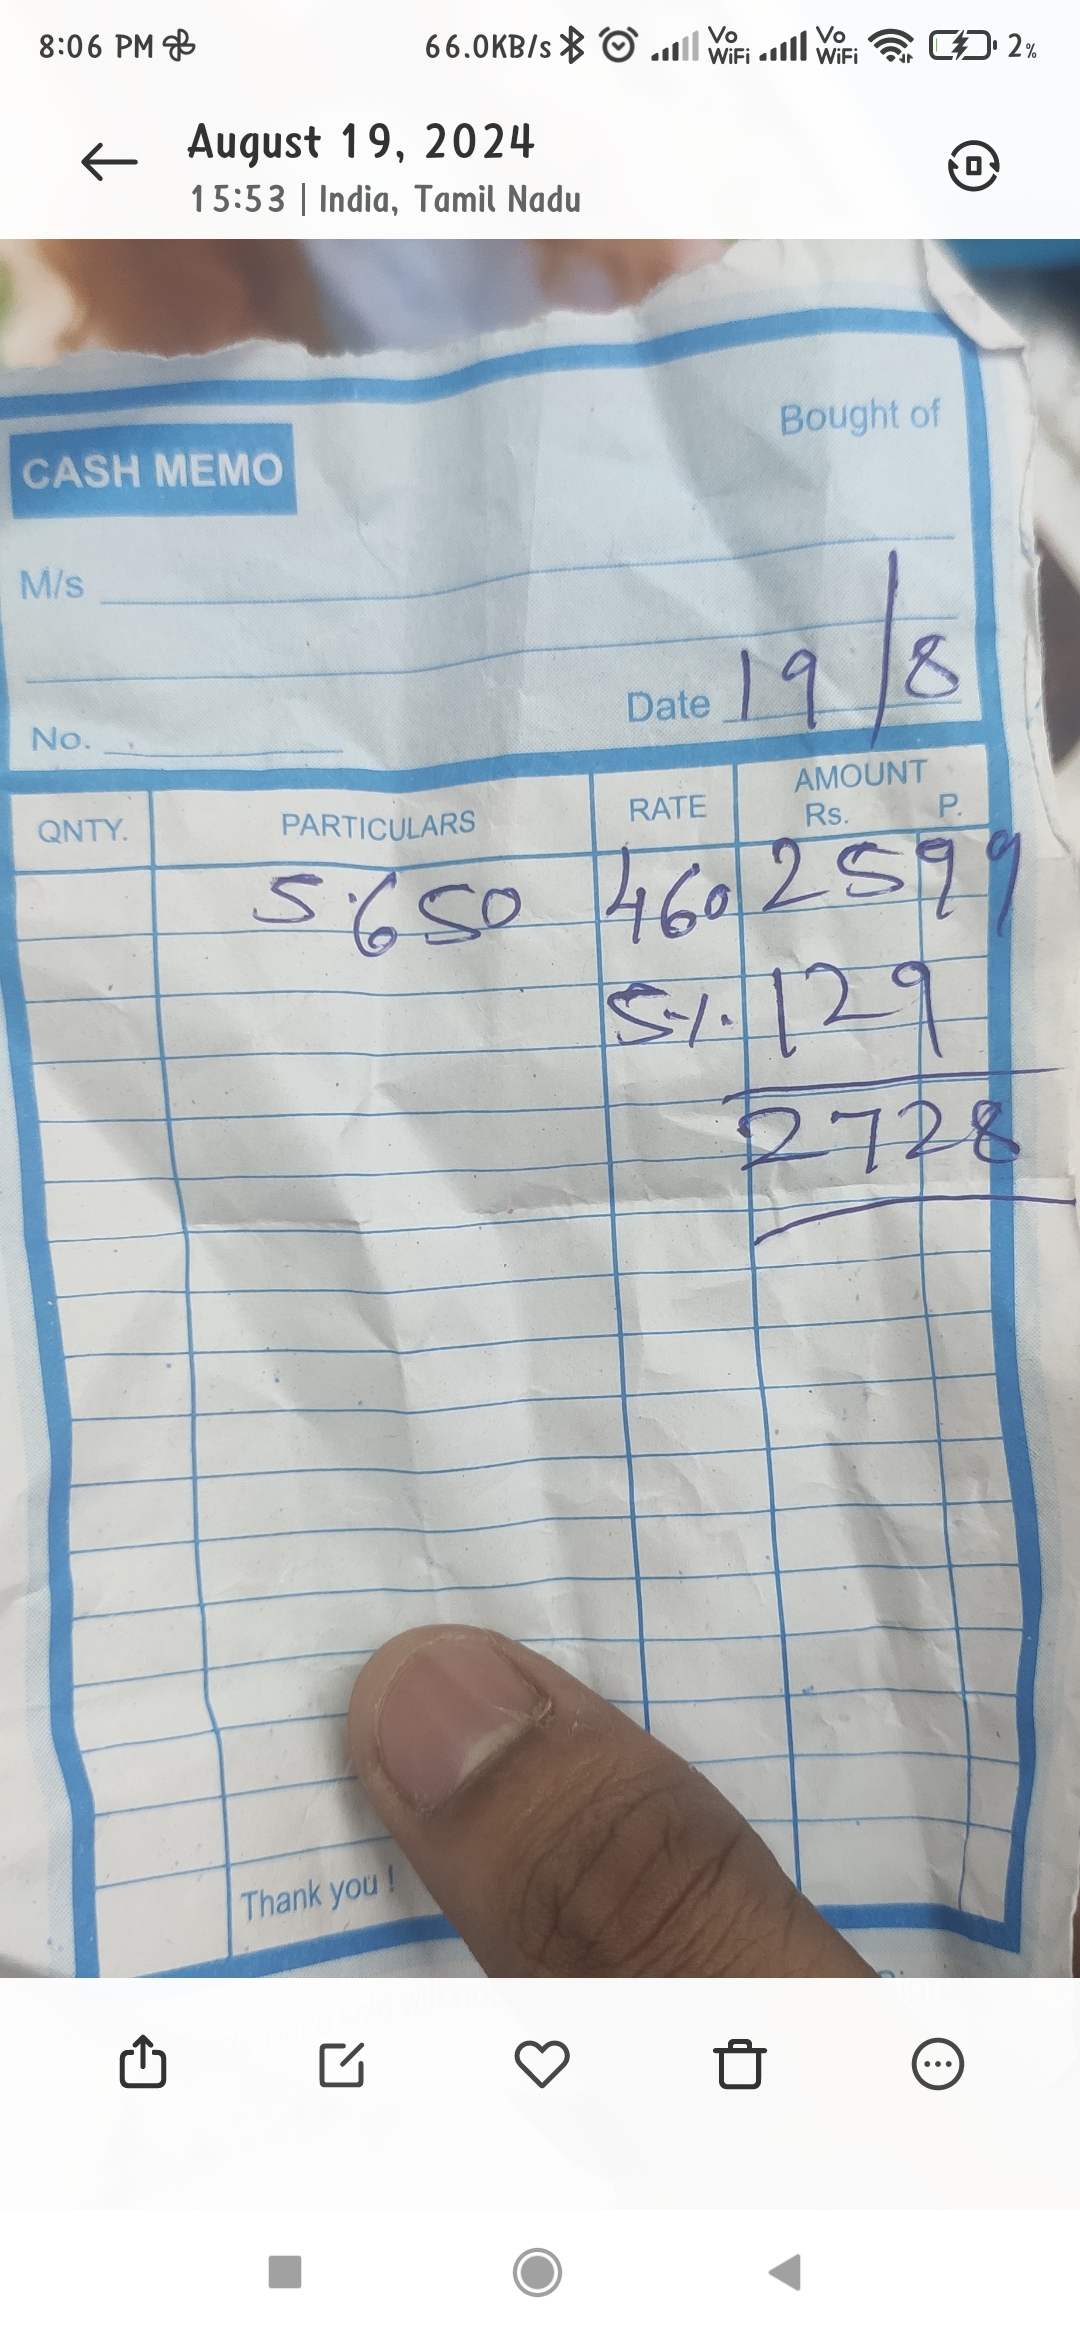 8:06 PM 66.0KB/s Vo WiFi Vo WiFi 2%
August 19, 2024
15:53 | India, Tamil Nadu
Bought of
CASH MEMO
M/s
Date 19/8
No.
QNTY. PARTICULARS RATE AMOUNT
Rs. P.
5.650 460 2599
5% 129
2728
Thank you !